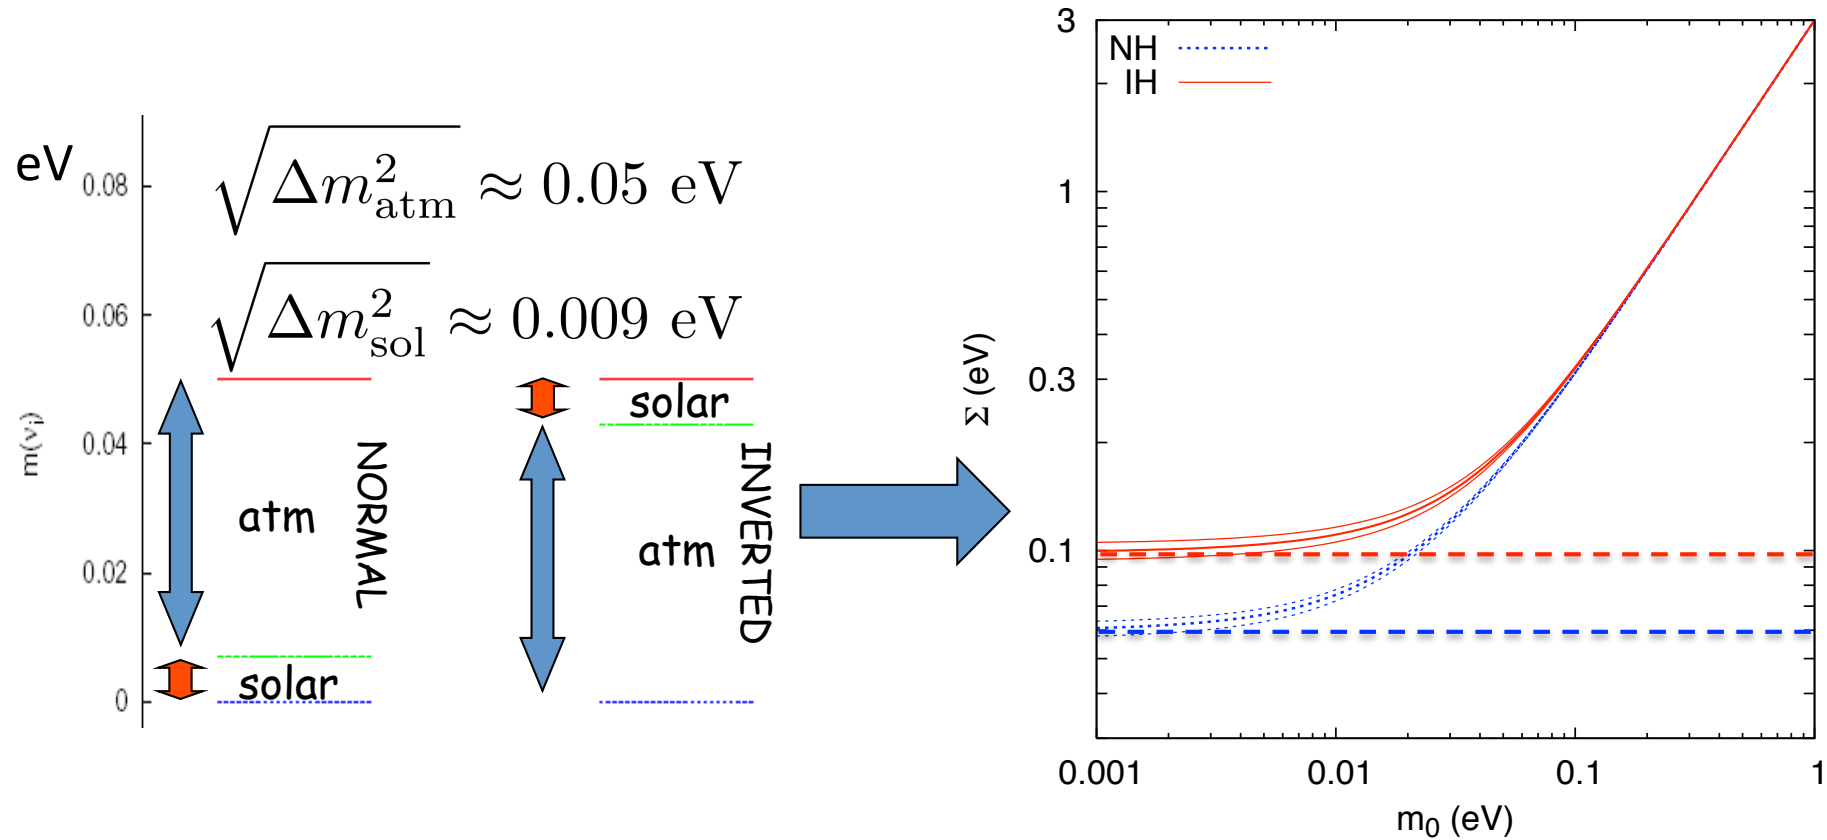 eV
0.08
0.06
0.04
0.02
0
m(νᵢ)
√Δm²atm ≈ 0.05 eV
√Δm²sol ≈ 0.009 eV
solar
atm
NORMAL
solar
atm
INVERTED
NH
IH
3
1
0.3
0.1
Σ (eV)
0.001 0.01 0.1 1
m₀ (eV)